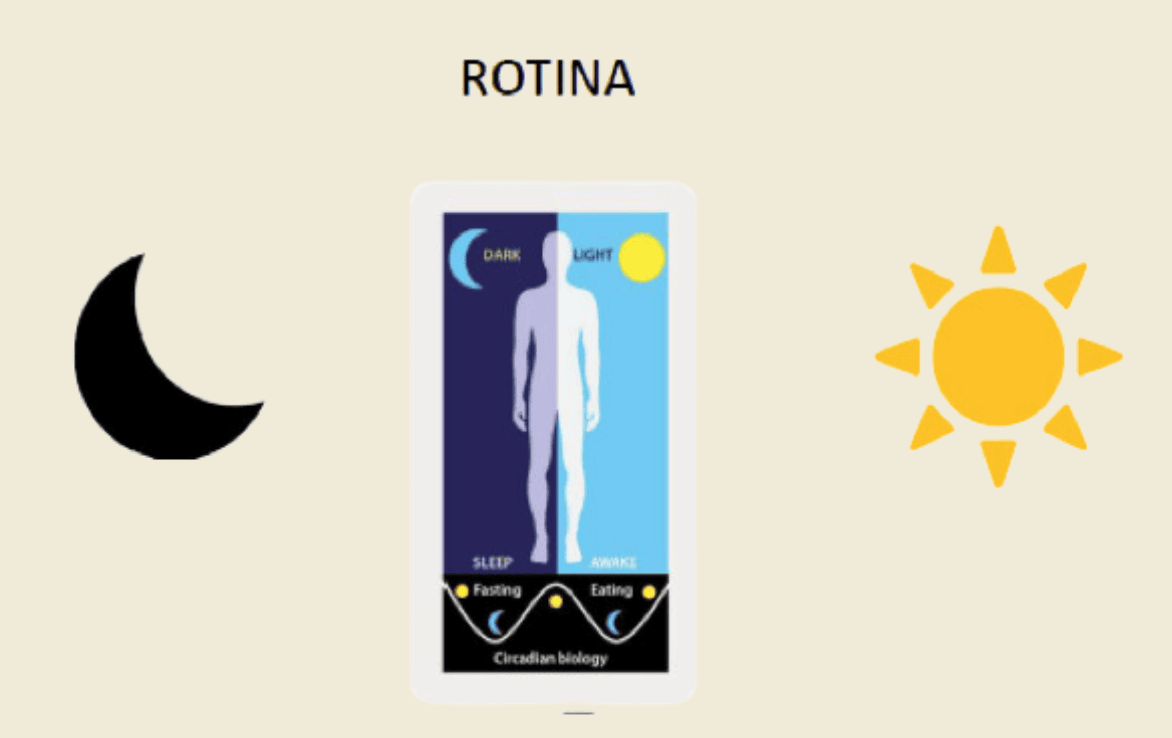 ROTINA
DARK LIGHT
SLEEP AWAKE
Fasting Eating
Circadian biology